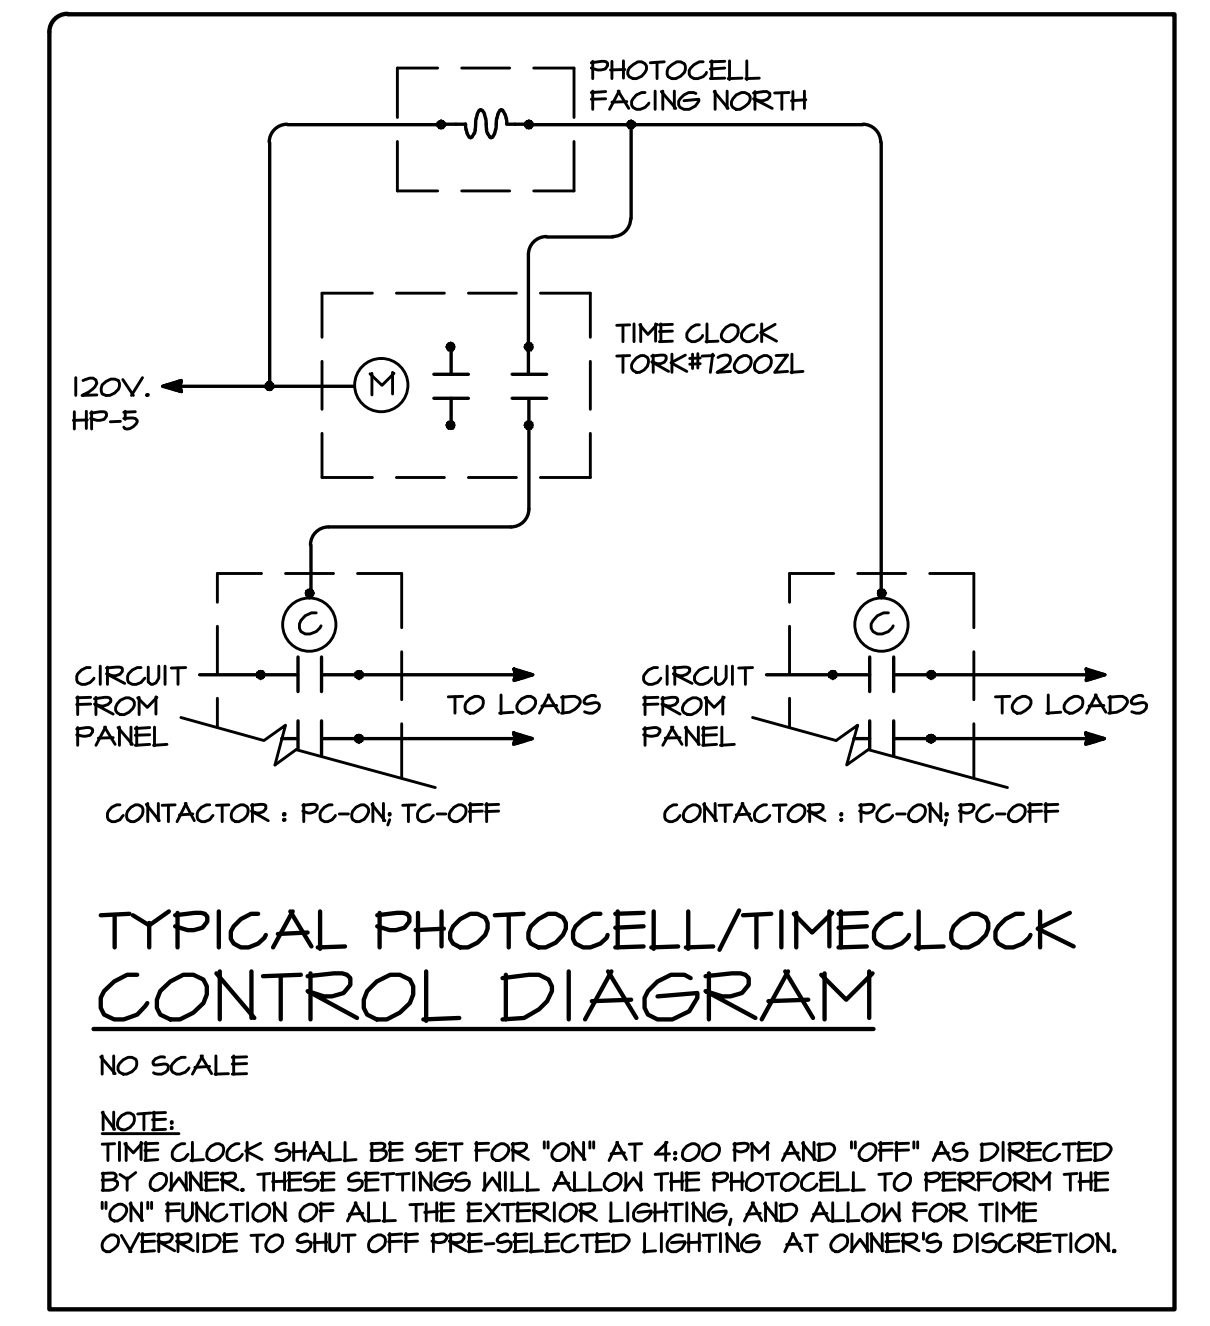 PHOTOCELL
FACING NORTH
TIME CLOCK
TORK#7200ZL
120V.
HP-5
M
C
C
CIRCUIT
FROM
PANEL
TO LOADS
CIRCUIT
FROM
PANEL
TO LOADS
CONTACTOR : PC-ON; TC-OFF
CONTACTOR : PC-ON; PC-OFF
TYPICAL PHOTOCELL/TIMECLOCK
CONTROL DIAGRAM
NO SCALE
NOTE:
TIME CLOCK SHALL BE SET FOR "ON" AT 4:00 PM AND "OFF" AS DIRECTED
BY OWNER. THESE SETTINGS WILL ALLOW THE PHOTOCELL TO PERFORM THE
"ON" FUNCTION OF ALL THE EXTERIOR LIGHTING, AND ALLOW FOR TIME
OVERRIDE TO SHUT OFF PRE-SELECTED LIGHTING AT OWNER'S DISCRETION.